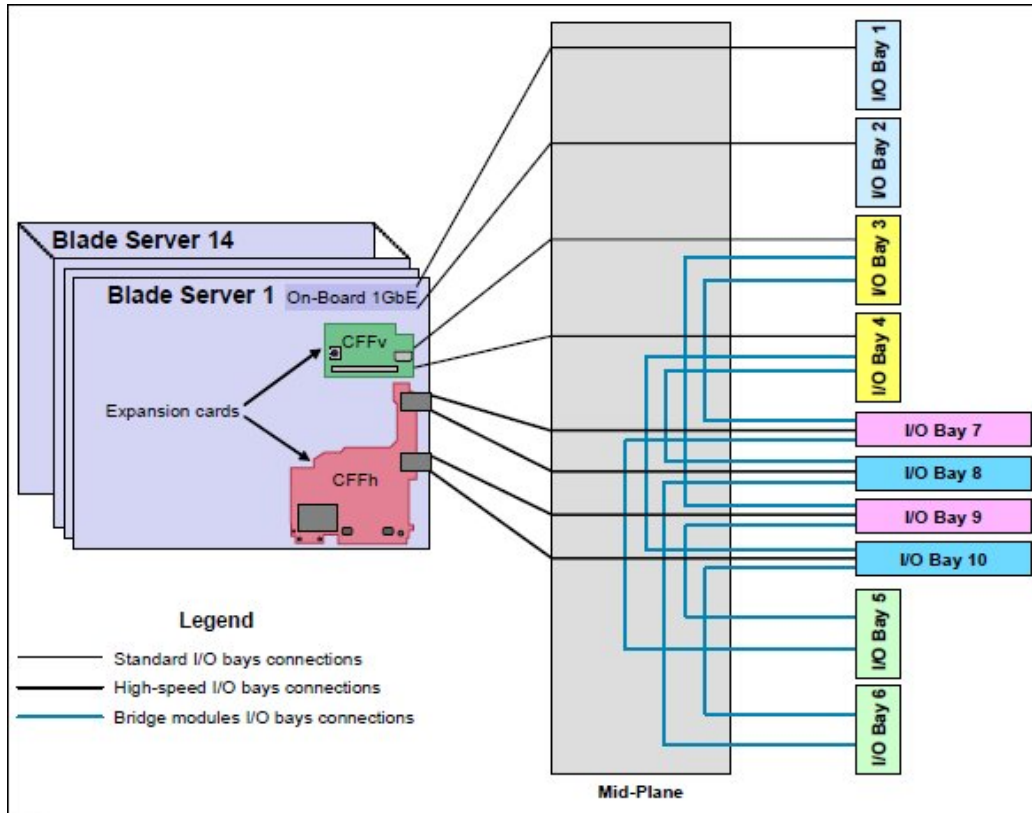 Blade Server 14
Blade Server 1
On-Board 1GbE
CFFv
Expansion cards
CFFh
I/O Bay 1
I/O Bay 2
I/O Bay 3
I/O Bay 4
I/O Bay 7
I/O Bay 8
I/O Bay 9
I/O Bay 10
I/O Bay 5
I/O Bay 6
Mid-Plane
Legend
Standard I/O bays connections
High-speed I/O bays connections
Bridge modules I/O bays connections